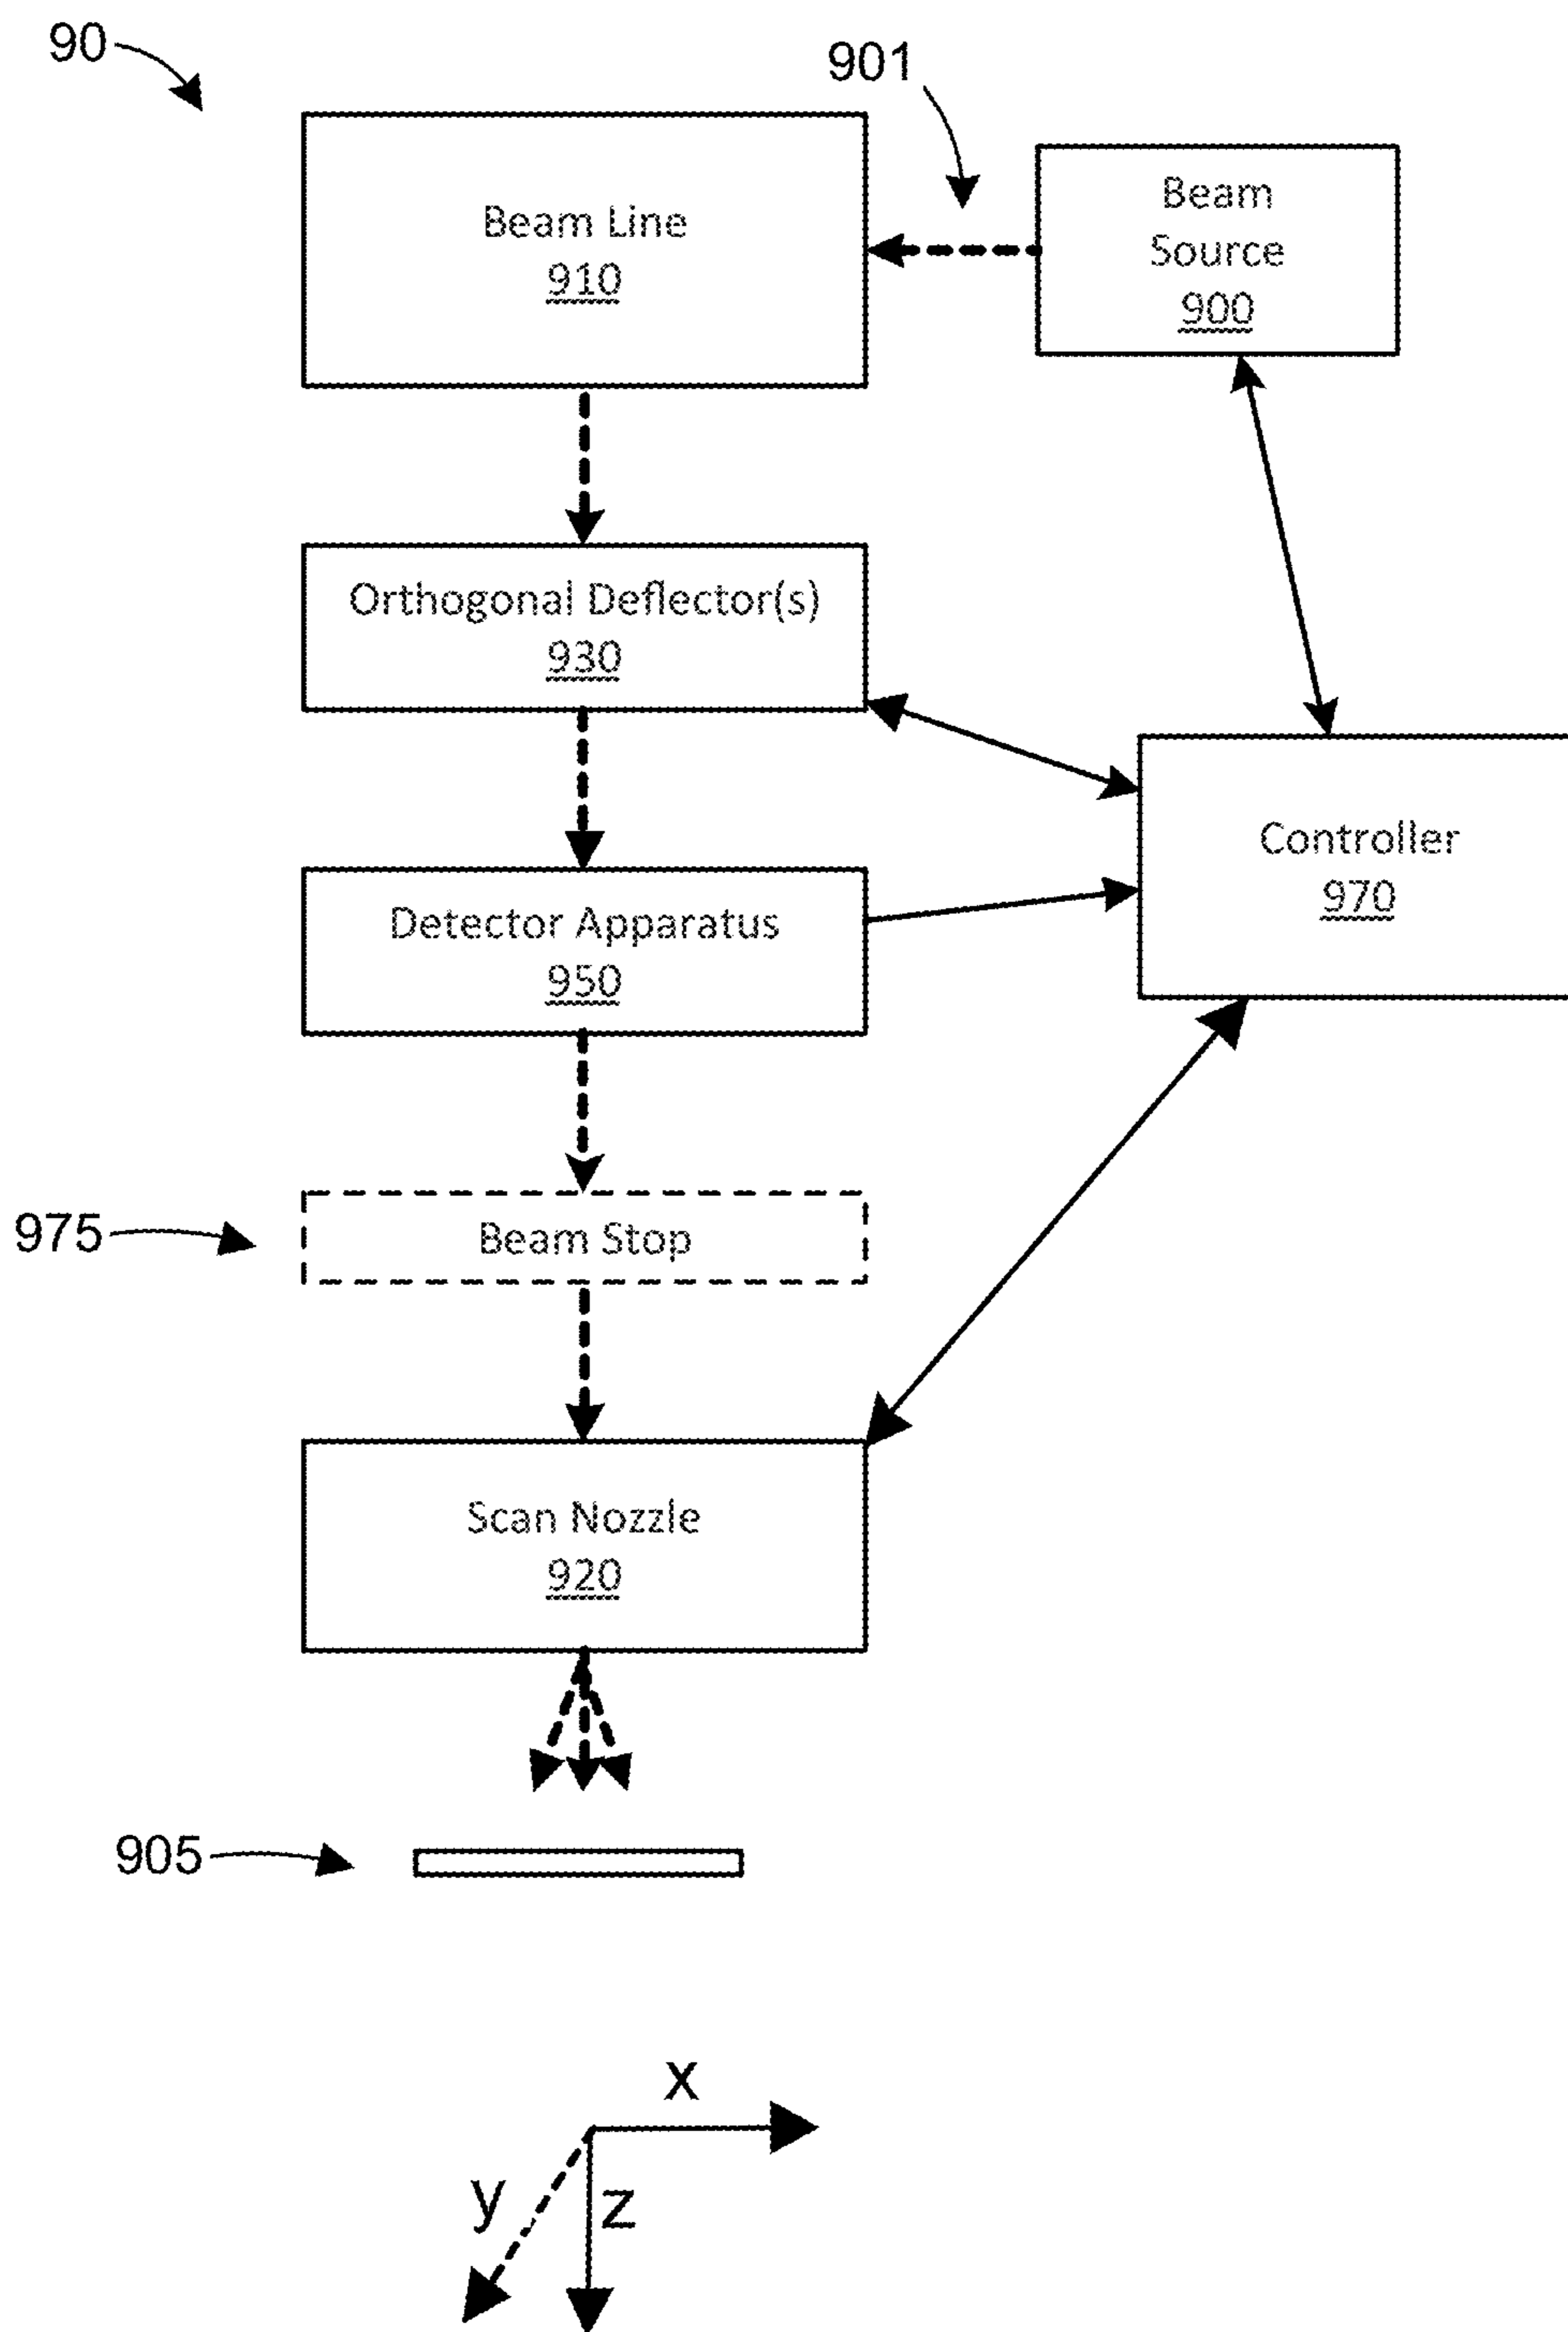 90
901
Beam Line
910
Beam
Source
900
Orthogonal Deflector(s)
930
Controller
970
Detector Apparatus
950
975
Beam Stop
Scan Nozzle
920
905
x
y
z